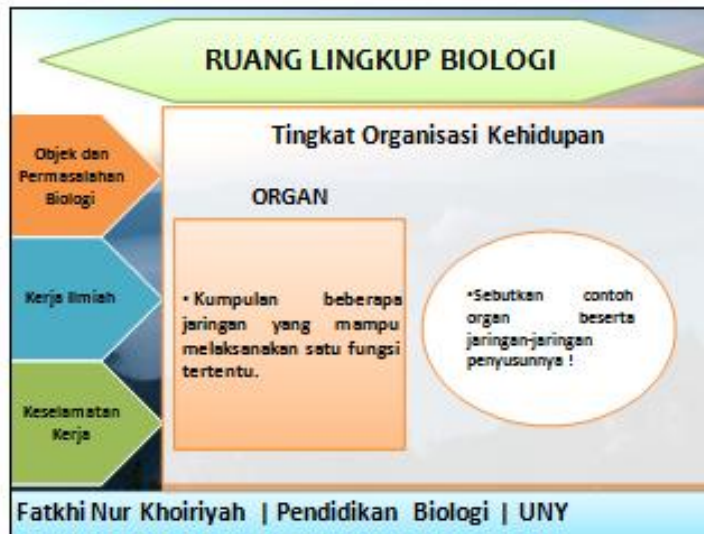 RUANG LINGKUP BIOLOGI
Objek dan
Permasalahan
Biologi
Kerja Ilmiah
Keselamatan
Kerja
Tingkat Organisasi Kehidupan
ORGAN
• Kumpulan beberapa
jaringan yang mampu
melaksanakan satu fungsi
tertentu.
•Sebutkan contoh
organ beserta
jaringan-jaringan
penyusunnya !
Fatkhi Nur Khoiriyah | Pendidikan Biologi | UNY